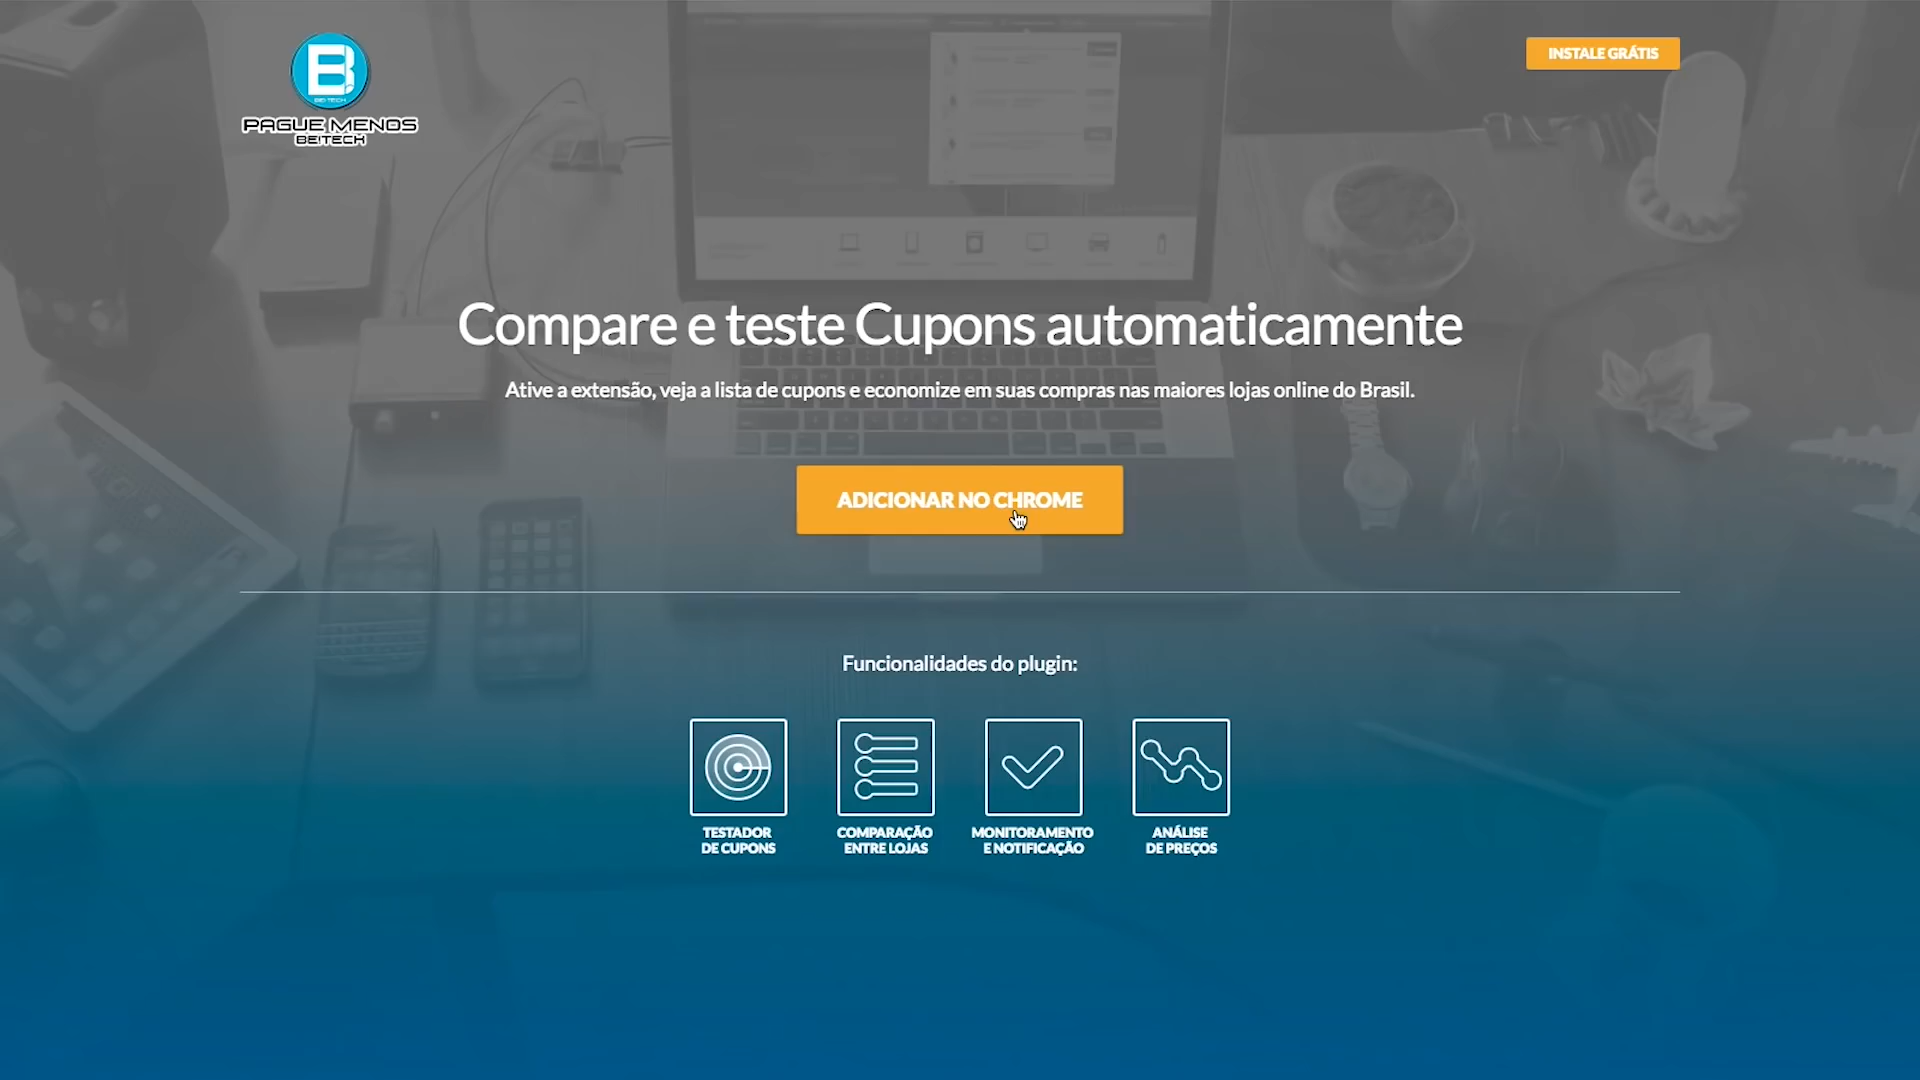 BE!TECH
PAGUE MENOS
BE!TECH
INSTALE GRÁTIS
Compare e teste Cupons automaticamente
Ative a extensão, veja a lista de cupons e economize em suas compras nas maiores lojas online do Brasil.
ADICIONAR NO CHROME
Funcionalidades do plugin:
TESTADOR
DE CUPONS
COMPARAÇÃO
ENTRE LOJAS
MONITORAMENTO
E NOTIFICAÇÃO
ANÁLISE
DE PREÇOS